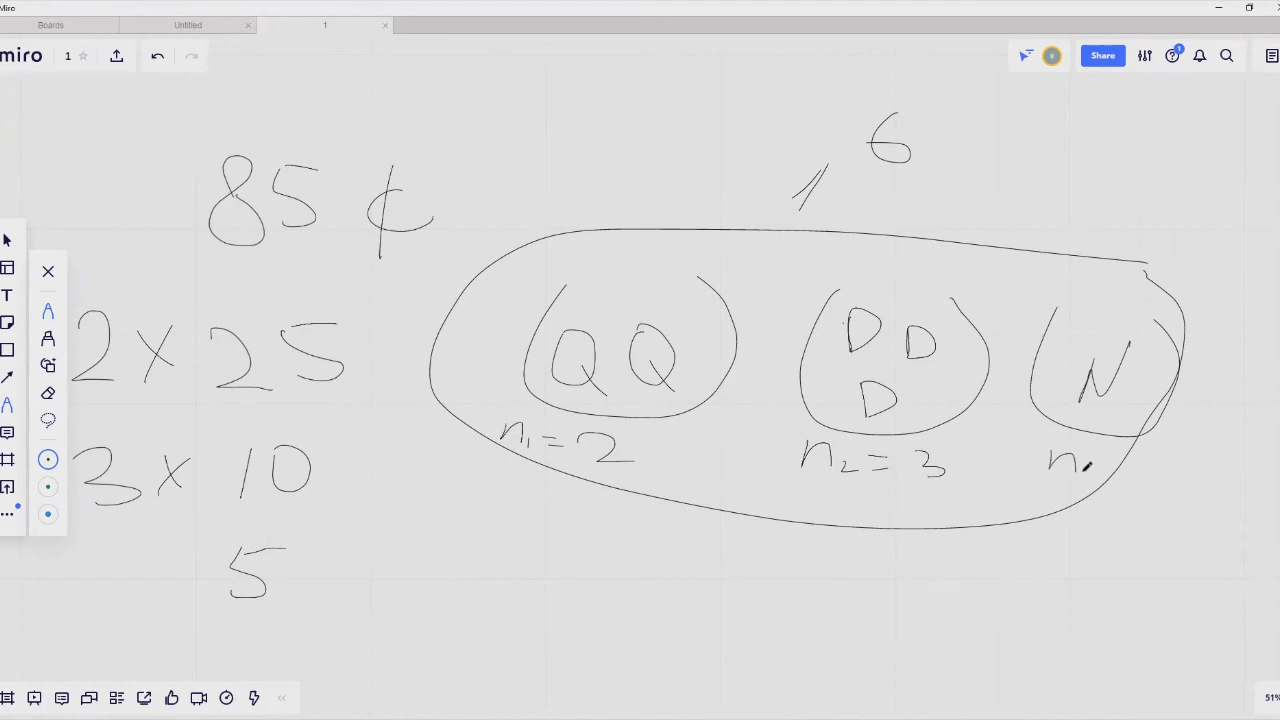 Miro
Boards
Untitled
1
miro
1
Share
1
6
85 ¢
2 x 25
QQ
D D
D
N
n₁ = 2
n₂ = 3
n
3 x 10
5
51%